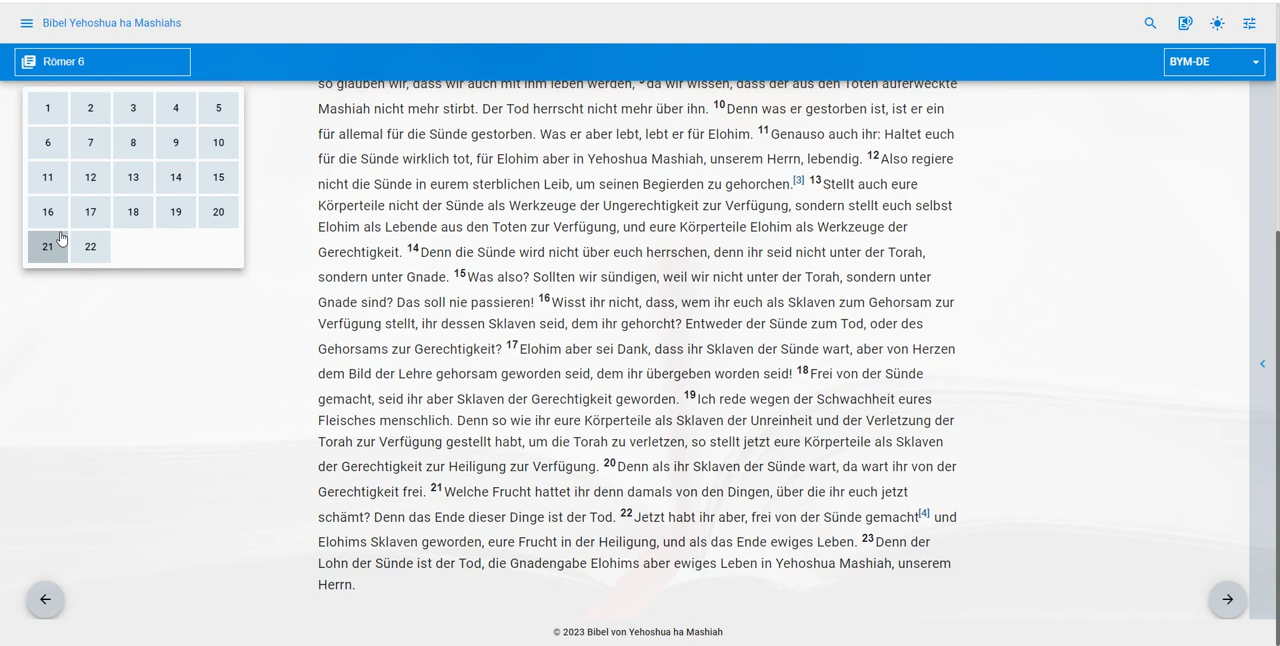 Bibel Yehoshua ha Mashiahs
Römer 6
BYM-DE
1 2 3 4 5
6 7 8 9 10
11 12 13 14 15
16 17 18 19 20
21 22
so glauben wir, dass wir auch mit ihm leben werden, 9 da wir wissen, dass der aus den Toten auferweckte
Mashiah nicht mehr stirbt. Der Tod herrscht nicht mehr über ihn. 10 Denn was er gestorben ist, ist er ein
für allemal für die Sünde gestorben. Was er aber lebt, lebt er für Elohim. 11 Genauso auch ihr: Haltet euch
für die Sünde wirklich tot, für Elohim aber in Yehoshua Mashiah, unserem Herrn, lebendig. 12 Also regiere
nicht die Sünde in eurem sterblichen Leib, um seinen Begierden zu gehorchen.[3] 13 Stellt auch eure
Körperteile nicht der Sünde als Werkzeuge der Ungerechtigkeit zur Verfügung, sondern stellt euch selbst
Elohim als Lebende aus den Toten zur Verfügung, und eure Körperteile Elohim als Werkzeuge der
Gerechtigkeit. 14 Denn die Sünde wird nicht über euch herrschen, denn ihr seid nicht unter der Torah,
sondern unter Gnade. 15 Was also? Sollten wir sündigen, weil wir nicht unter der Torah, sondern unter
Gnade sind? Das soll nie passieren! 16 Wisst ihr nicht, dass, wem ihr euch als Sklaven zum Gehorsam zur
Verfügung stellt, ihr dessen Sklaven seid, dem ihr gehorcht? Entweder der Sünde zum Tod, oder des
Gehorsams zur Gerechtigkeit? 17 Elohim aber sei Dank, dass ihr Sklaven der Sünde wart, aber von Herzen
dem Bild der Lehre gehorsam geworden seid, dem ihr übergeben worden seid! 18 Frei von der Sünde
gemacht, seid ihr aber Sklaven der Gerechtigkeit geworden. 19 Ich rede wegen der Schwachheit eures
Fleisches menschlich. Denn so wie ihr eure Körperteile als Sklaven der Unreinheit und der Verletzung der
Torah zur Verfügung gestellt habt, um die Torah zu verletzen, so stellt jetzt eure Körperteile als Sklaven
der Gerechtigkeit zur Heiligung zur Verfügung. 20 Denn als ihr Sklaven der Sünde wart, da wart ihr von der
Gerechtigkeit frei. 21 Welche Frucht hattet ihr denn damals von den Dingen, über die ihr euch jetzt
schämt? Denn das Ende dieser Dinge ist der Tod. 22 Jetzt habt ihr aber, frei von der Sünde gemacht[4] und
Elohims Sklaven geworden, eure Frucht in der Heiligung, und als das Ende ewiges Leben. 23 Denn der
Lohn der Sünde ist der Tod, die Gnadengabe Elohims aber ewiges Leben in Yehoshua Mashiah, unserem
Herrn.
© 2023 Bibel von Yehoshua ha Mashiah